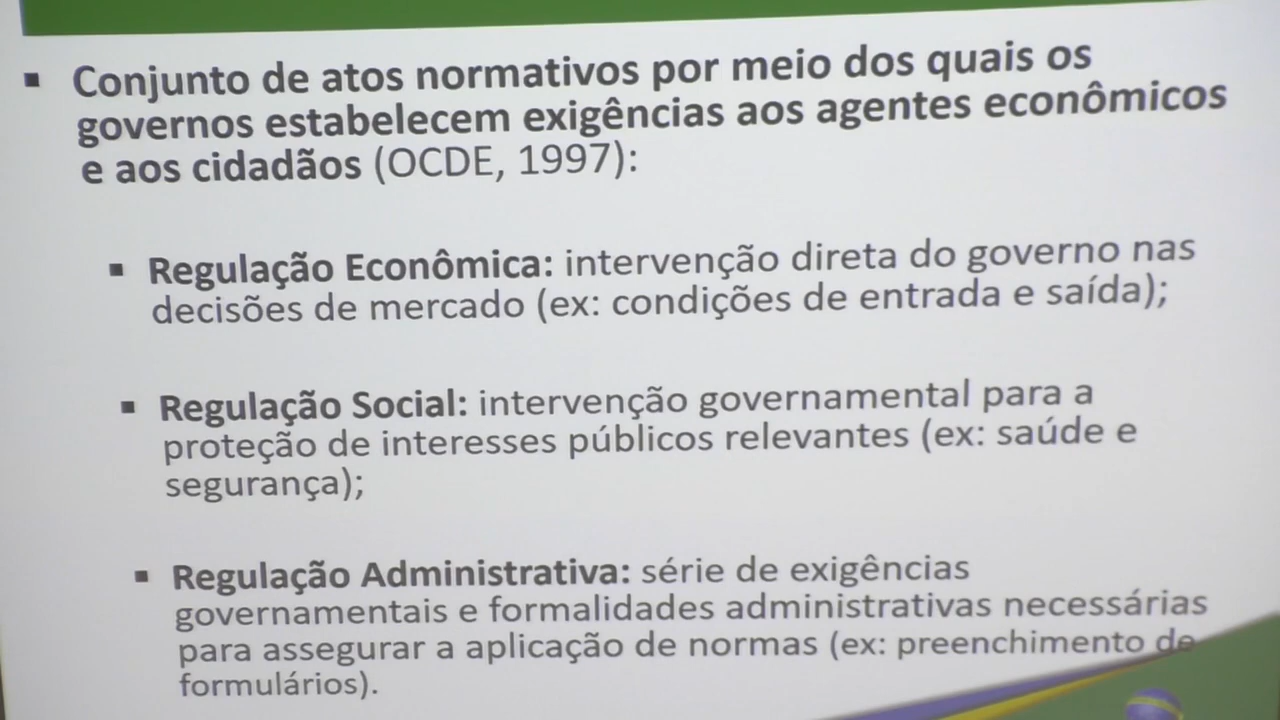 ▪ Conjunto de atos normativos por meio dos quais os
governos estabelecem exigências aos agentes econômicos
e aos cidadãos (OCDE, 1997):
▪ Regulação Econômica: intervenção direta do governo nas
decisões de mercado (ex: condições de entrada e saída);
▪ Regulação Social: intervenção governamental para a
proteção de interesses públicos relevantes (ex: saúde e
segurança);
▪ Regulação Administrativa: série de exigências
governamentais e formalidades administrativas necessárias
para assegurar a aplicação de normas (ex: preenchimento de
formulários).